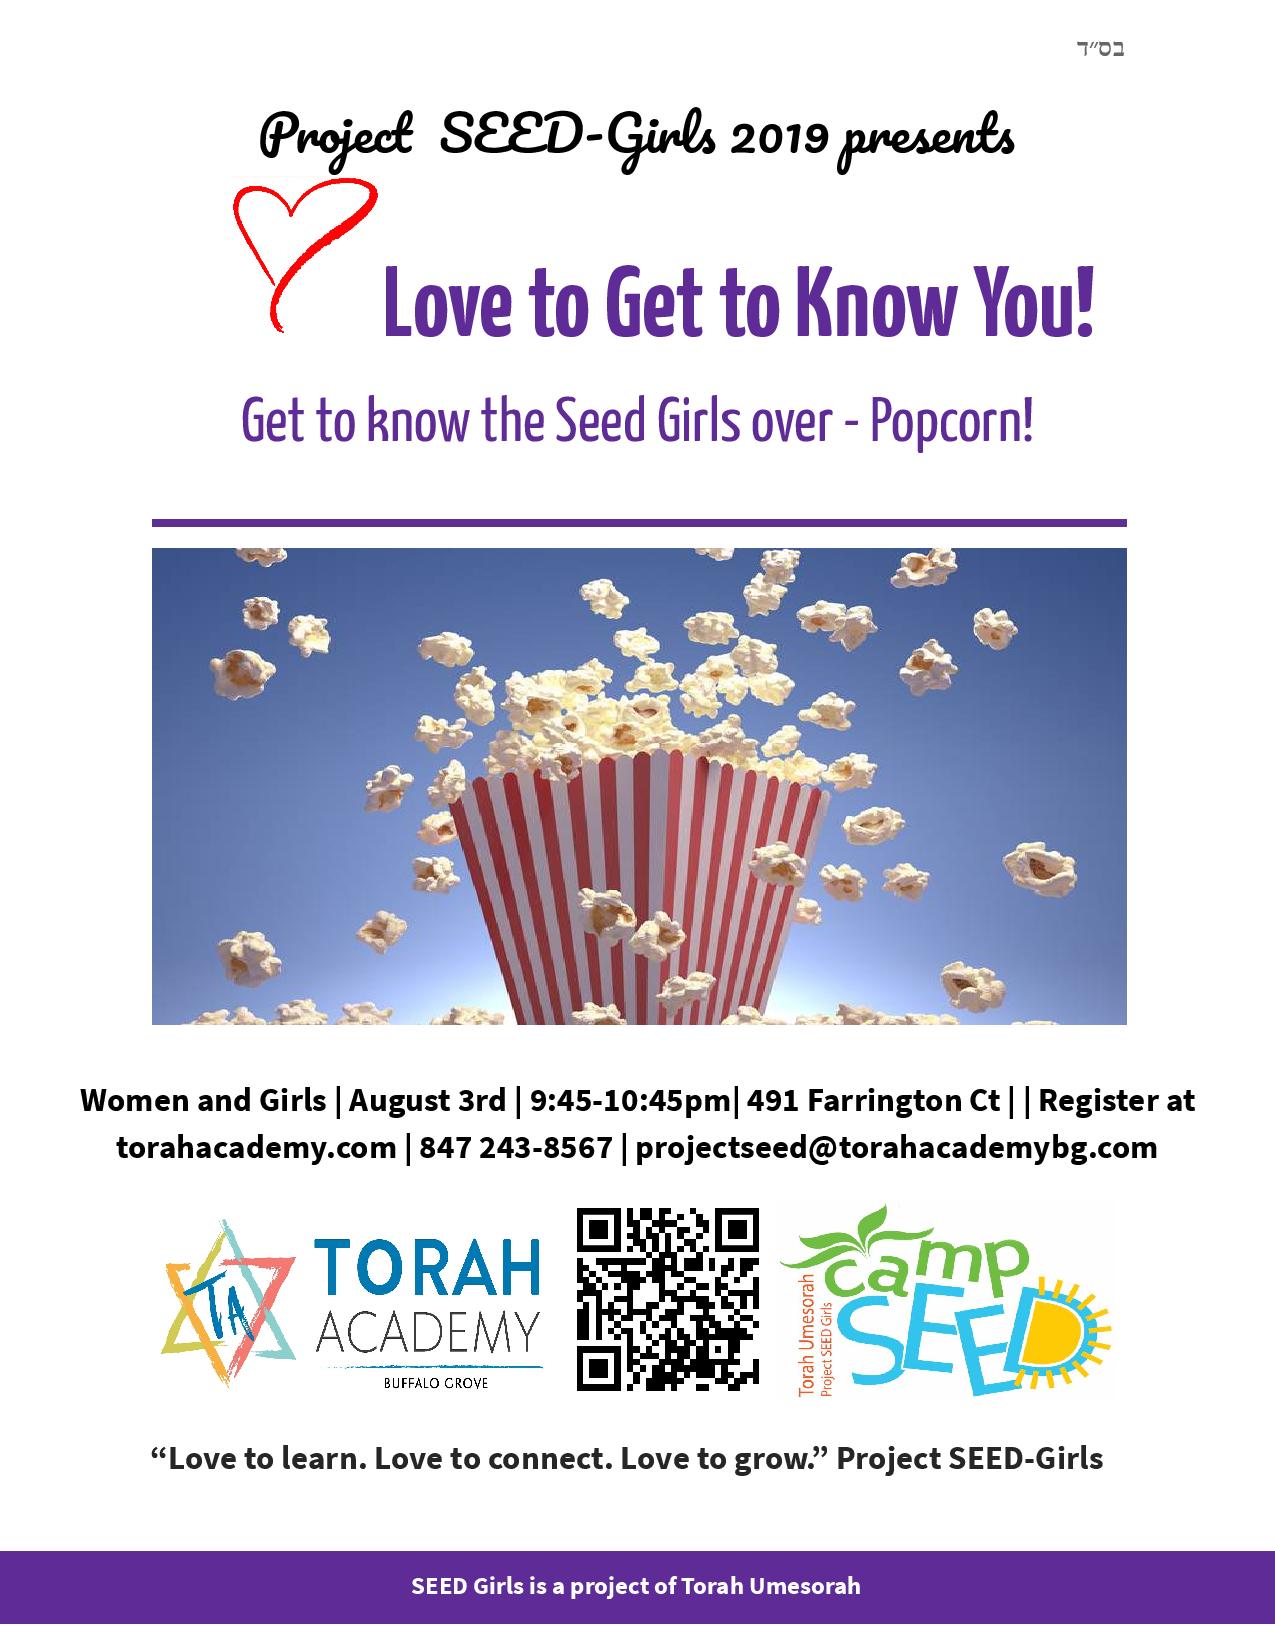 בס״ד
Project SEED-Girls 2019 presents
Love to Get to Know You!
Get to know the Seed Girls over - Popcorn!
Women and Girls | August 3rd | 9:45-10:45pm| 491 Farrington Ct | | Register at
torahacademy.com | 847 243-8567 | projectseed@torahacademybg.com
TA
TORAH
ACADEMY
BUFFALO GROVE
camp
SEED
Torah Umesorah
Project SEED Girls
“Love to learn. Love to connect. Love to grow.” Project SEED-Girls
SEED Girls is a project of Torah Umesorah